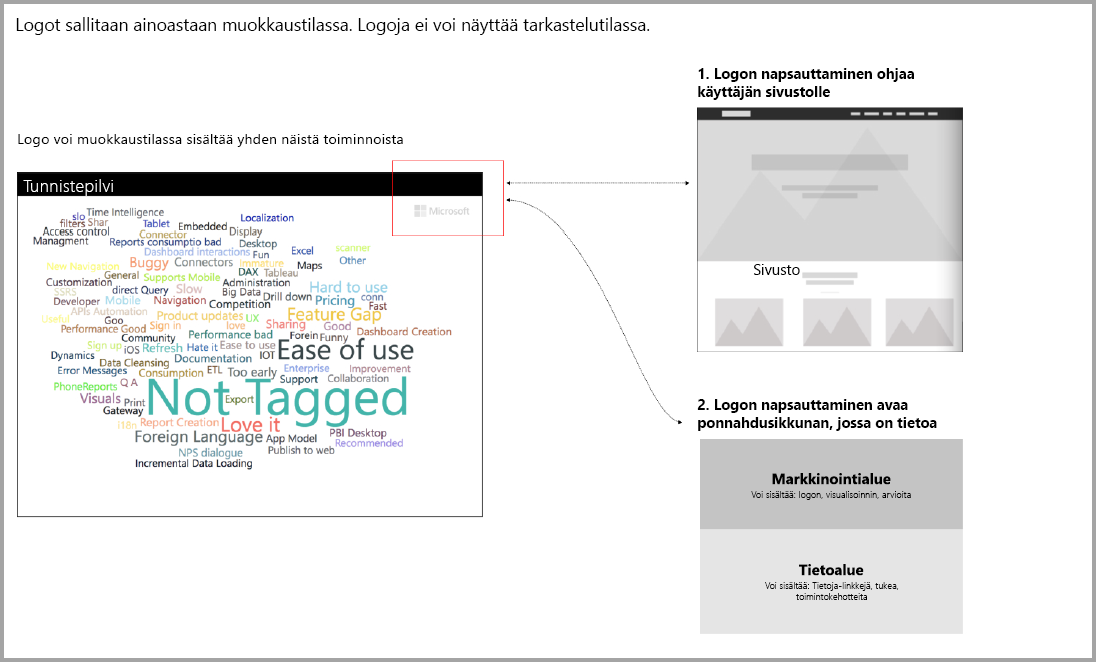 Logot sallitaan ainoastaan muokkaustilassa. Logoja ei voi näyttää tarkastelutilassa.
Logo voi muokkaustilassa sisältää yhden näistä toiminnoista
Tunnistepilvi
Microsoft
slo Time Intelligence
filters Shar Tablet Embedded Localization
Access control Connector Display
Managment Reports consumptio bad Desktop
Dashboard interactions Fun Excel scanner
New Navigation Buggy Connectors Immature Maps Other
General Supports Mobile DAX Tableau
Customization Administration
SSRS direct Query Slow Big Data Hard to use
Developer Mobile Navigation Competition Drill down Pricing conn
APIs Automation Fast
Useful Goo Product updates UX Feature Gap
Performance Good Sign in love Sharing Good Dashboard Creation
Community Performance bad Forein Funny
Sign up iOS Refresh Hate it Ease to use Ease of use
Dynamics Data Cleansing Documentation IOT
Error Messages Consumption ETL Too early Enterprise Improvement
Q A Support Collaboration
PhoneReports
Visuals Print Not Tagged Export
Gateway
i18n Report Creation Love it
Foreign Language App Model PBI Desktop
Recommended
NPS dialogue Publish to web
Incremental Data Loading
1. Logon napsauttaminen ohjaa
käyttäjän sivustolle
Sivusto
2. Logon napsauttaminen avaa
ponnahdusikkunan, jossa on tietoa
Markkinointialue
Voi sisältää: logon, visualisoinnin, arvioita
Tietoalue
Voi sisältää: Tietoja-linkkejä, tukea,
toimintokehotteita